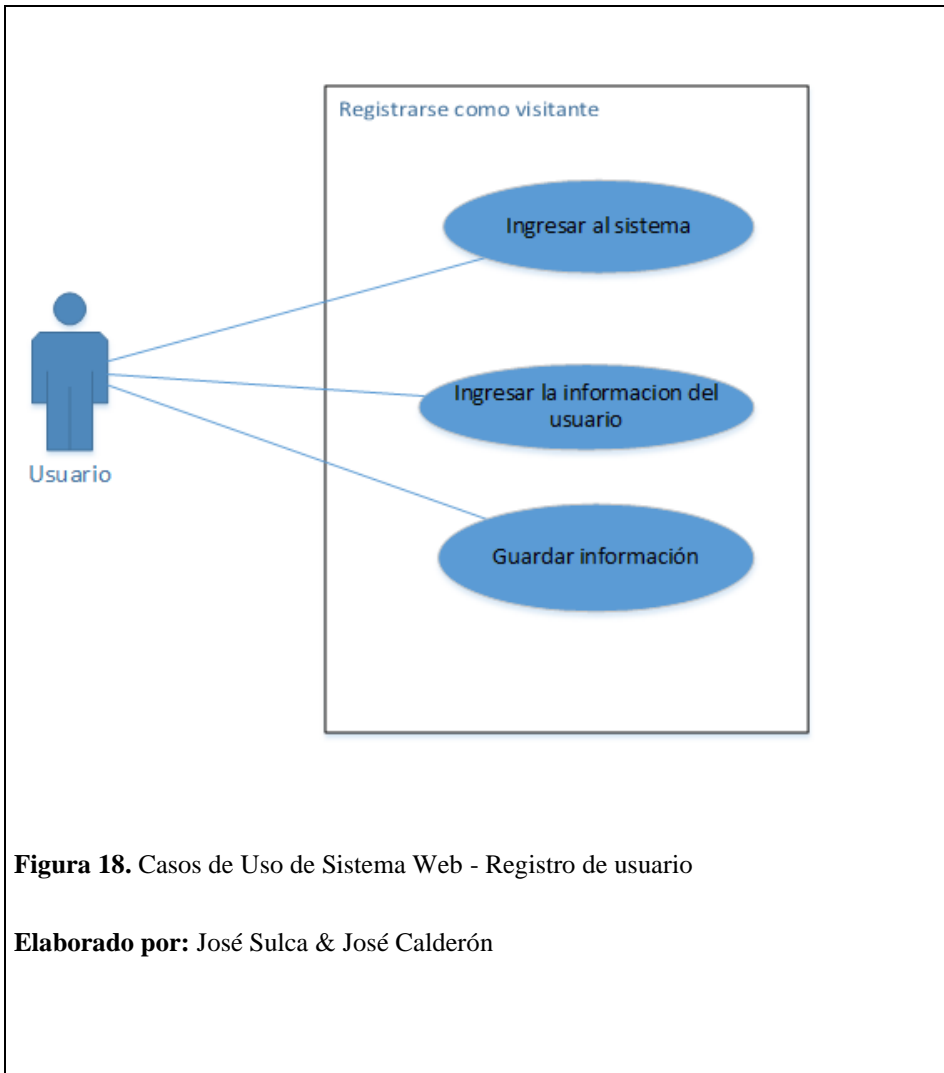 Registrarse como visitante
Ingresar al sistema
Ingresar la informacion del
usuario
Usuario
Guardar información
Figura 18. Casos de Uso de Sistema Web - Registro de usuario
Elaborado por: José Sulca & José Calderón